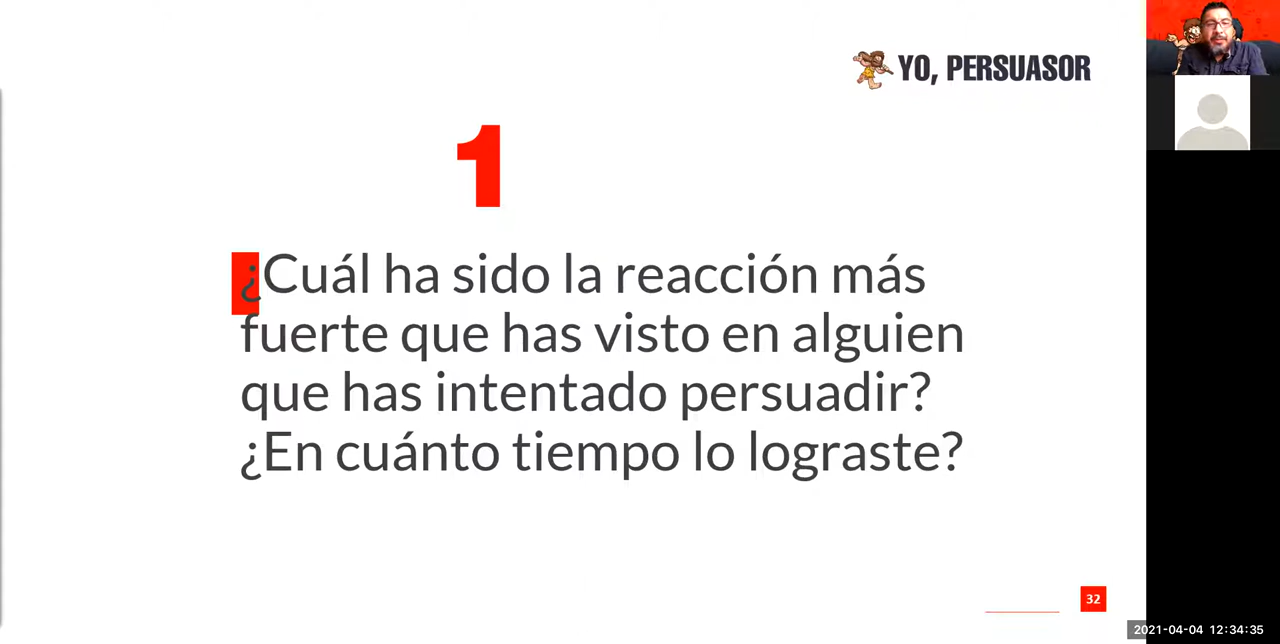 YO, PERSUASOR
1
¿Cuál ha sido la reacción más
fuerte que has visto en alguien
que has intentado persuadir?
¿En cuánto tiempo lo lograste?
32
2021-04-04 12:34:35